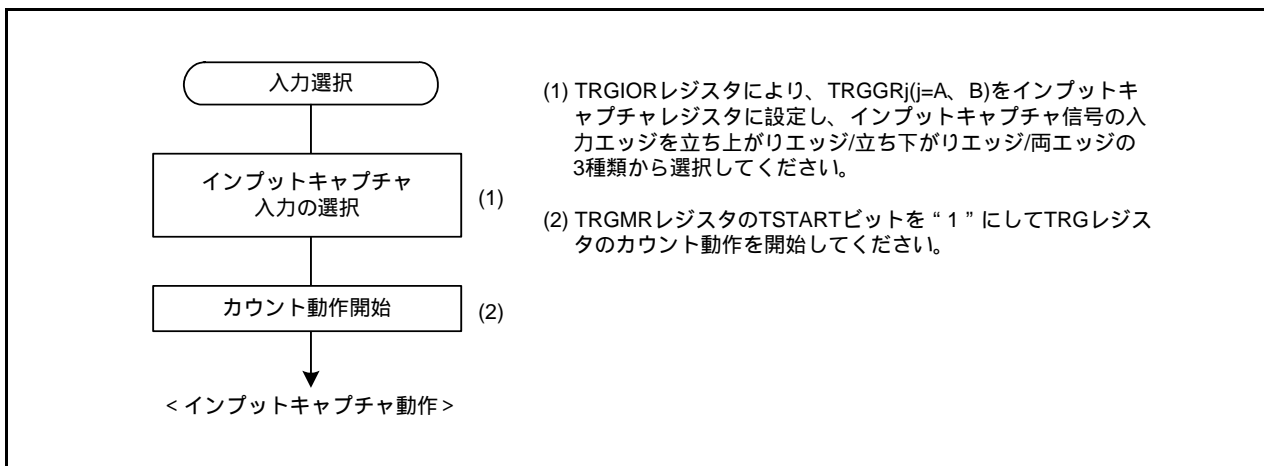 入力選択
インプットキャプチャ
入力の選択
(1)
カウント動作開始
(2)
<インプットキャプチャ動作>
(1) TRGIORレジスタにより、TRGGRj(j=A、B)をインプットキ
ャプチャレジスタに設定し、インプットキャプチャ信号の入
力エッジを立ち上がりエッジ/立ち下がりエッジ/両エッジの
3種類から選択してください。
(2) TRGMRレジスタのTSTARTビットを“1”にしてTRGレジス
タのカウント動作を開始してください。